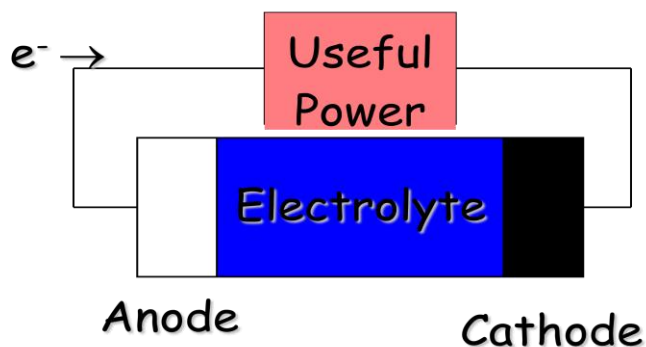 e⁻ →
Useful
Power
Electrolyte
Anode
Cathode